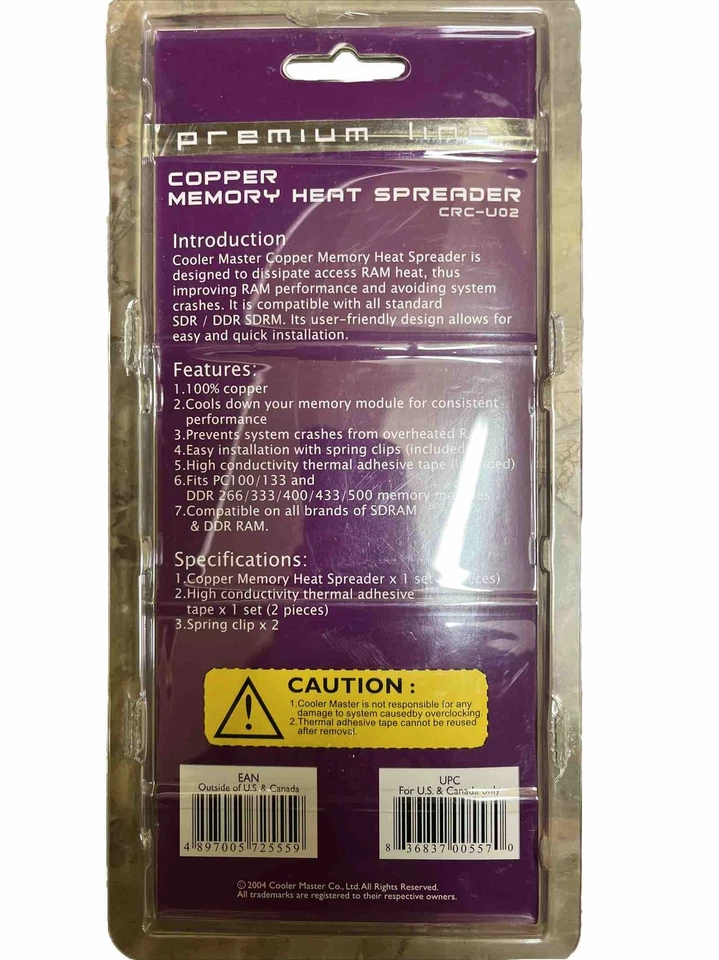 premium line
COPPER
MEMORY HEAT SPREADER
CRC-U02
Introduction
Cooler Master Copper Memory Heat Spreader is
designed to dissipate access RAM heat, thus
improving RAM performance and avoiding system
crashes. It is compatible with all standard
SDR / DDR SDRM. Its user-friendly design allows for
easy and quick installation.
Features:
1.100% copper
2.Cools down your memory module for consistent
performance
3.Prevents system crashes from overheated
4.Easy installation with spring clips (included
5.High conductivity thermal adhesive tape
6.Fits PC100/133 and
DDR 266/333/400/433/500 memory
7.Compatible on all brands of SDRAM
& DDR RAM.
Specifications:
1.Copper Memory Heat Spreader x 1 set
2.High conductivity thermal adhesive
tape x 1 set (2 pieces)
3.Spring clip x 2
CAUTION :
1.Cooler Master is not responsible for any
damage to system causedby overclocking.
2.Thermal adhesive tape cannot be reused
after removal.
EAN
Outside of U.S. & Canada
4 897005 725559
UPC
For U.S. & Canada only
8 36837 00557 0
©2004 Cooler Master Co., Ltd. All Rights Reserved.
All trademarks are registered to their respective owners.